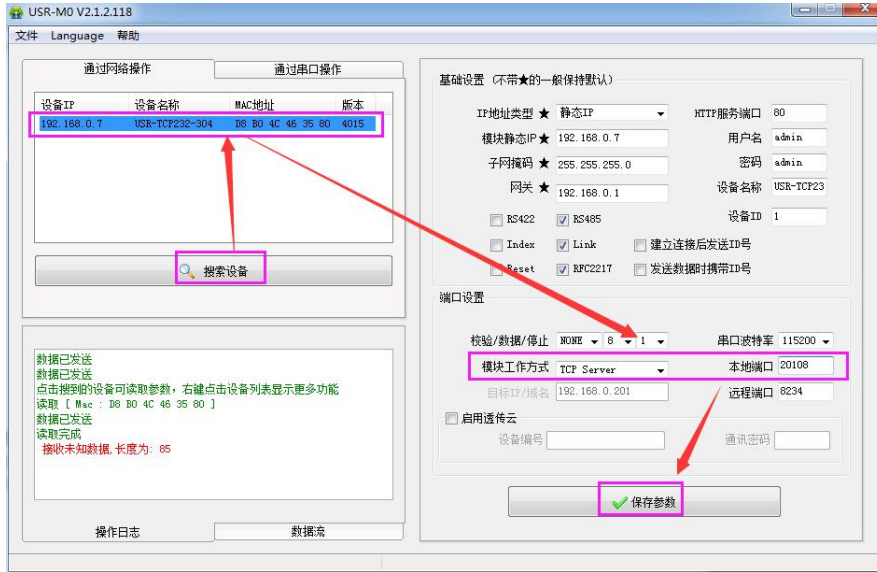 USR-M0 V2.1.2.118
文件 Language 帮助
通过网络操作 通过串口操作
设备IP 设备名称 MAC地址 版本
192.168.0.7 USR-TCP232-304 D8 B0 4C 46 35 80 4015
搜索设备
数据已发送
数据已发送
点击搜到的设备可读取参数，右键点击设备列表显示更多功能
读取 [ Mac : D8 B0 4C 46 35 80 ]
数据已发送
读取完成
接收未知数据,长度为: 85
操作日志 数据流
基础设置 (不带★的一般保持默认)
IP地址类型 ★ 静态IP HTTP服务端口 80
模块静态IP★ 192.168.0.7 用户名 admin
子网掩码 ★ 255.255.255.0 密码 admin
网关 ★ 192.168.0.1 设备名称 USR-TCP23
RS422 RS485 设备ID 1
Index Link 建立连接后发送ID号
Reset RFC2217 发送数据时携带ID号
端口设置
校验/数据/停止 NONE 8 1 串口波特率 115200
模块工作方式 TCP Server 本地端口 20108
目标IP/域名 192.168.0.201 远程端口 8234
启用透传云
设备编号 通讯密码
保存参数